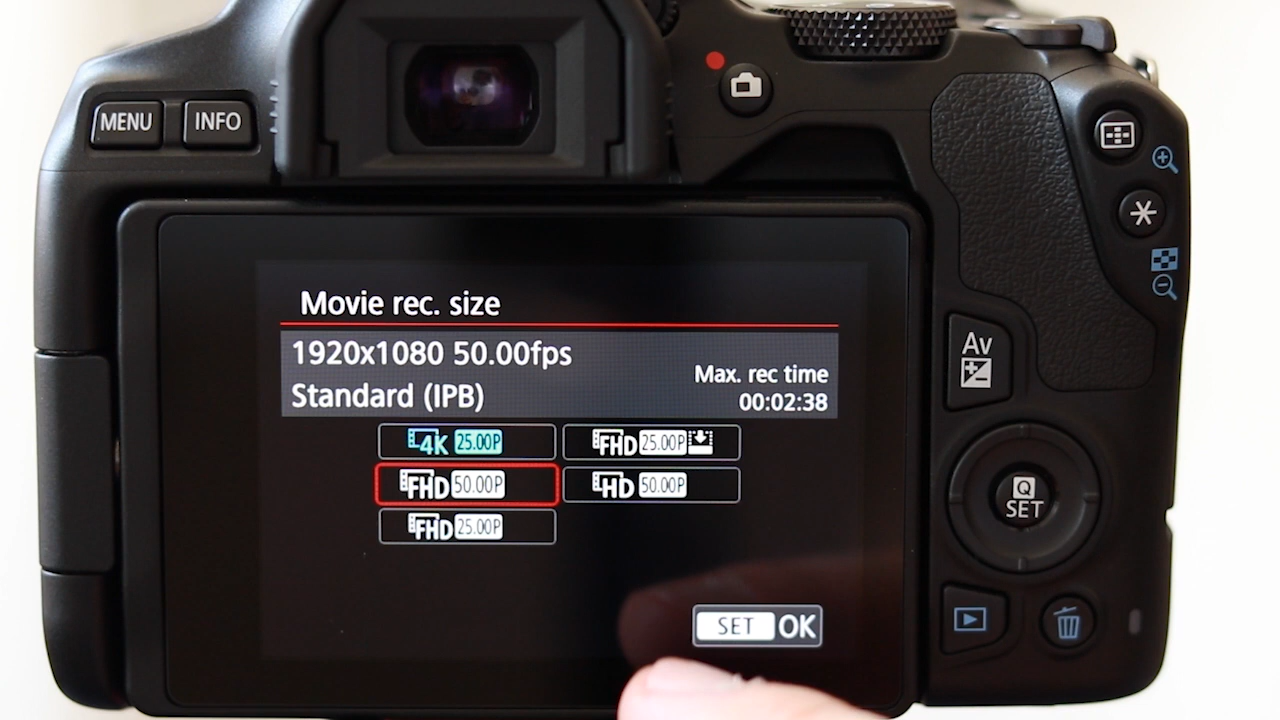 MENU
INFO
Movie rec. size
1920x1080 50.00fps
Standard (IPB)
Max. rec time
00:02:38
4K 25.00P
FHD 25.00P
FHD 50.00P
HD 50.00P
FHD 25.00P
SET OK
Av
Q
SET